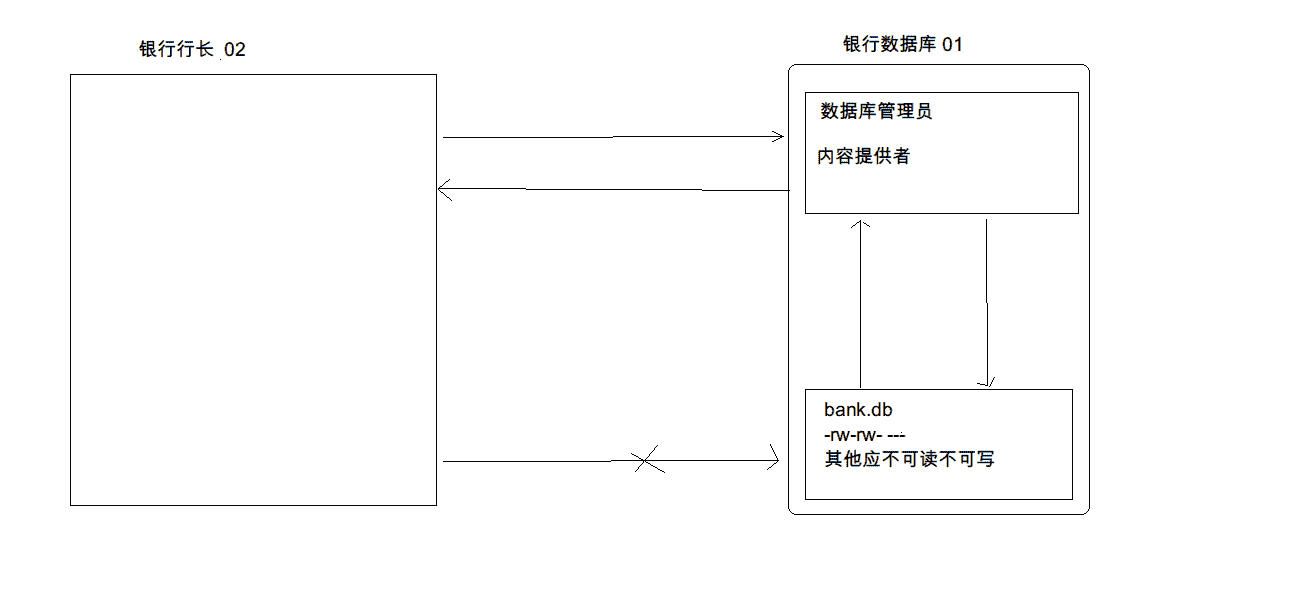 银行行长 .02
银行数据库 01
数据库管理员
内容提供者
bank.db
-rw-rw- ---
其他应不可读不可写